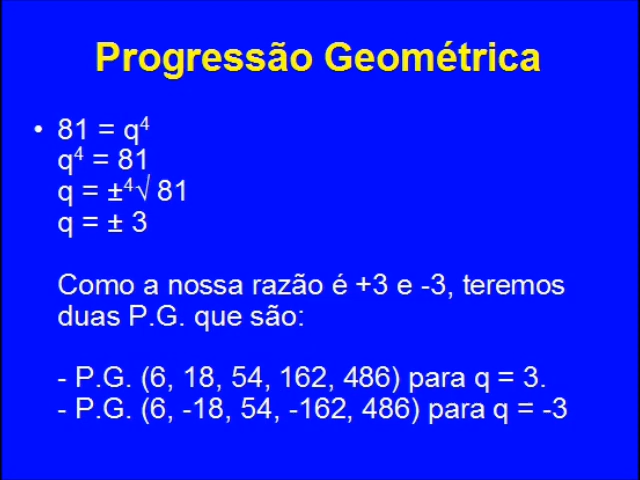 Progressão Geométrica
• 81 = q⁴
q⁴ = 81
q = ±⁴√ 81
q = ± 3
Como a nossa razão é +3 e -3, teremos
duas P.G. que são:
- P.G. (6, 18, 54, 162, 486) para q = 3.
- P.G. (6, -18, 54, -162, 486) para q = -3